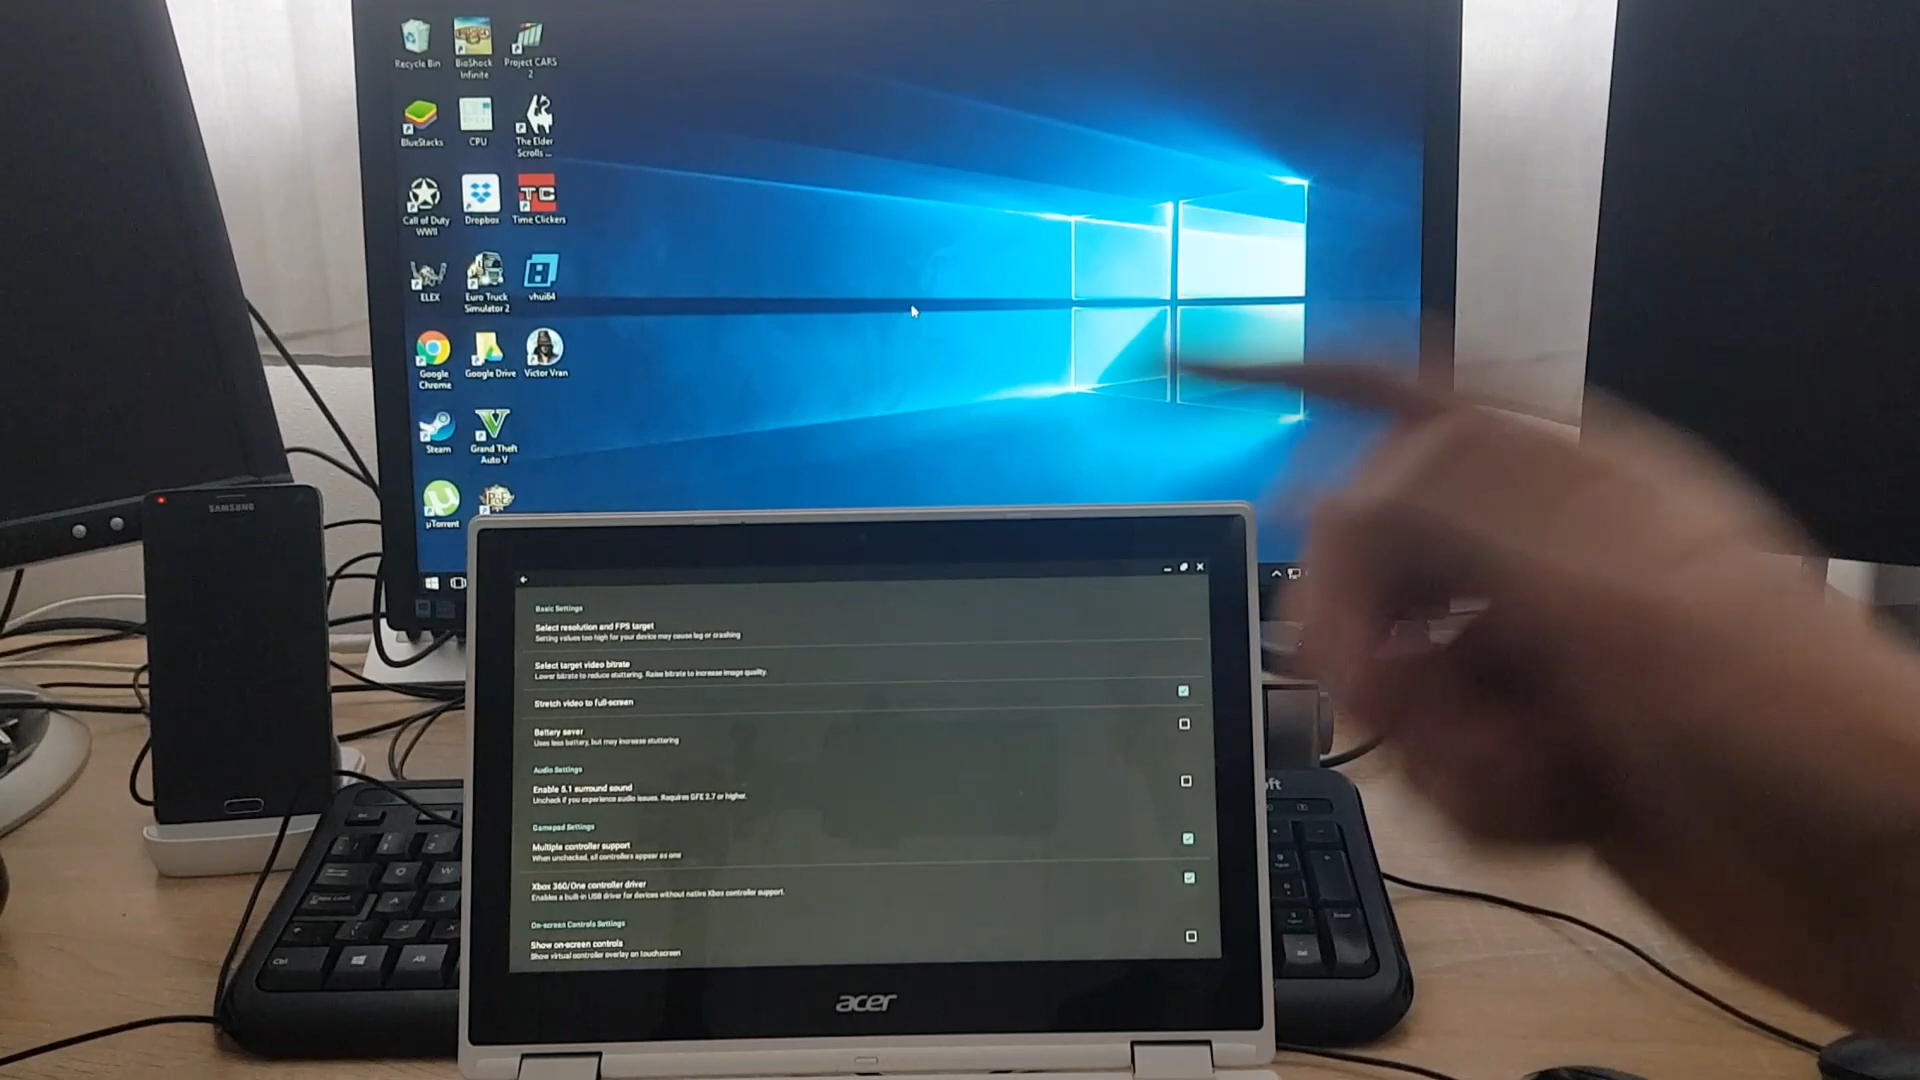 Recycle Bin
BioShock
Infinite
Project CARS
2
BlueStacks
CPU
The Elder
Scrolls ...
Call of Duty
WWII
Dropbox
TC
Time Clickers
ELEX
Euro Truck
Simulator 2
vhui64
Google
Chrome
Google Drive
Victor Vran
Steam
V
Grand Theft
Auto V
µTorrent
PoE
SAMSUNG
Basic Settings
Select resolution and FPS target
Setting values too high for your device may cause lag or crashing
Select target video bitrate
Lower bitrate to reduce stuttering. Raise bitrate to increase image quality.
Stretch video to full-screen
Battery saver
Uses less battery, but may increase stuttering
Audio Settings
Enable 5.1 surround sound
Uncheck if you experience audio issues. Requires GFE 2.7 or higher.
Gamepad Settings
Multiple controller support
When unchecked, all controllers appear as one
Xbox 360/One controller driver
Enables a built-in USB driver for devices without native Xbox controller support.
On-screen Controls Settings
Show on-screen controls
Show virtual controller overlay on touchscreen
acer
Ctrl
Alt
oft